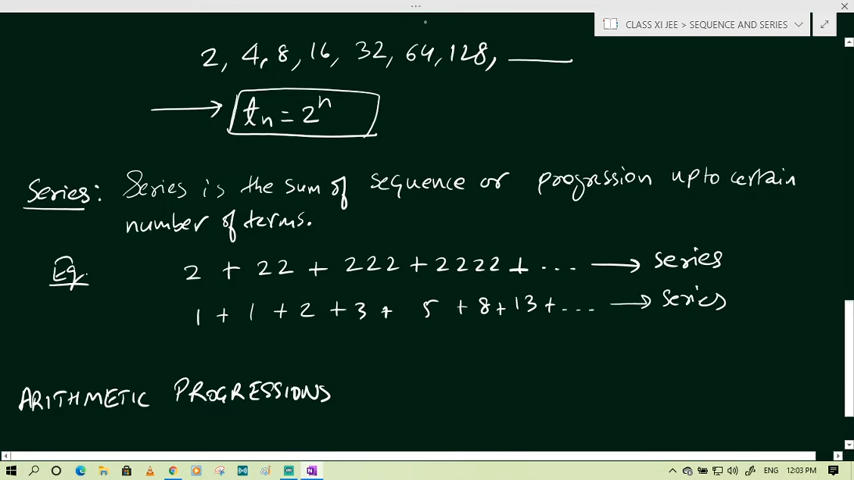 CLASS XI JEE > SEQUENCE AND SERIES
2, 4, 8, 16, 32, 64, 128, ___
→ tn = 2^n
Series: Series is the sum of sequence or progression upto certain
number of terms.
Eg. 2 + 22 + 222 + 2222 + ... → series
1 + 1 + 2 + 3 + 5 + 8 + 13 + ... → series
ARITHMETIC PROGRESSIONS
ENG 12:03 PM